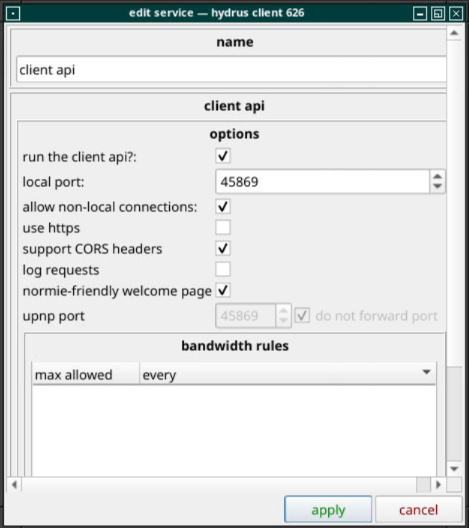 edit service — hydrus client 626
name
client api
client api
options
run the client api?:
local port: 45869
allow non-local connections:
use https
support CORS headers
log requests
normie-friendly welcome page
upnp port 45869 do not forward port
bandwidth rules
max allowed every
apply cancel